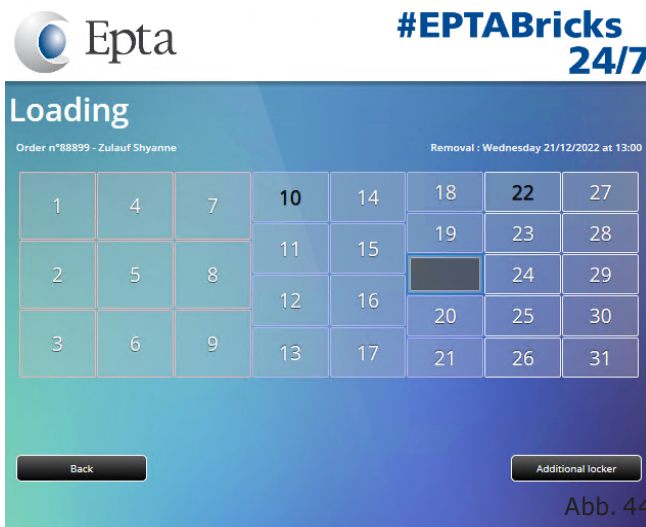 Epta
#EPTABricks
24/7
Loading
Order n°88899 - Zulauf Shyanne
Removal : Wednesday 21/12/2022 at 13:00
1 4 7 10 14 18 22 27
11 15 19 23 28
2 5 8 24 29
12 16 20 25 30
3 6 9 13 17 21 26 31
Back
Additional locker
Abb. 44